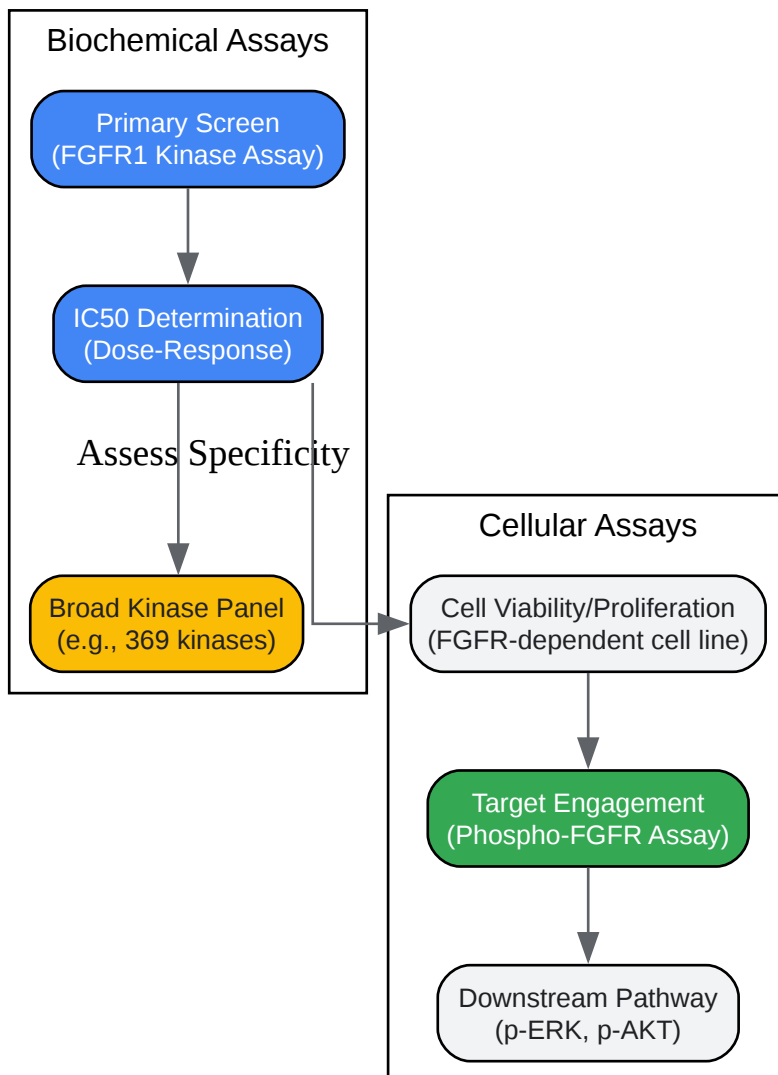 Biochemical Assays
Primary Screen
(FGFR1 Kinase Assay)
IC50 Determination
(Dose-Response)
Assess Specificity
Broad Kinase Panel
(e.g., 369 kinases)
Cellular Assays
Cell Viability/Proliferation
(FGFR-dependent cell line)
Target Engagement
(Phospho-FGFR Assay)
Downstream Pathway
(p-ERK, p-AKT)